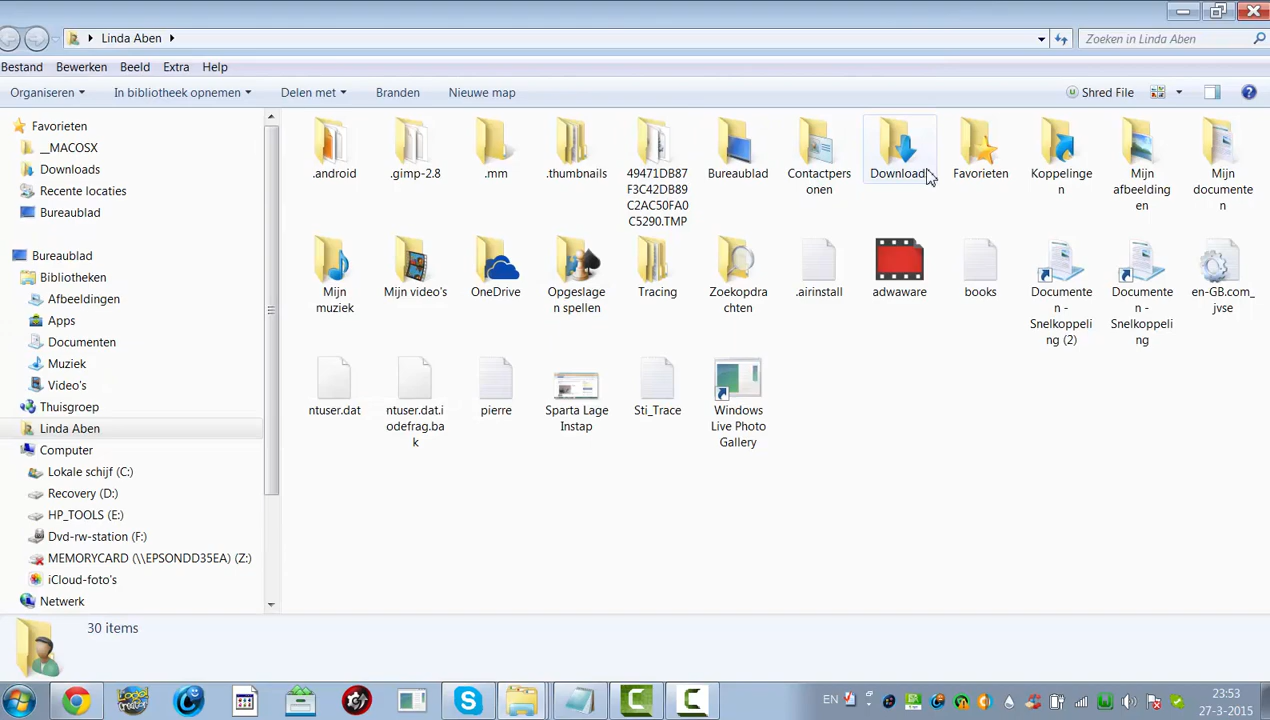 Linda Aben
Zoeken in Linda Aben
Bestand Bewerken Beeld Extra Help
Organiseren In bibliotheek opnemen Delen met Branden Nieuwe map Shred File
Favorieten
__MACOSX
Downloads
Recente locaties
Bureaublad
Bureaublad
Bibliotheken
Afbeeldingen
Apps
Documenten
Muziek
Video's
Thuisgroep
Linda Aben
Computer
Lokale schijf (C:)
Recovery (D:)
HP_TOOLS (E:)
Dvd-rw-station (F:)
MEMORYCARD (\\EPSONDD35EA) (Z:)
iCloud-foto's
Netwerk
.android
.gimp-2.8
.mm
.thumbnails
49471DB87
F3C42DB89
C2AC50FA0
C5290.TMP
Bureaublad
Contactpers
onen
Downloads
Favorieten
Koppelinge
n
Mijn
afbeelding
en
Mijn
documente
n
Mijn
muziek
Mijn video's
OneDrive
Opgeslage
n spellen
Tracing
Zoekopdra
chten
.airinstall
adwaware
books
Documente
n -
Snelkoppel
ing (2)
Documente
n -
Snelkoppel
ing
en-GB.com_
jvse
ntuser.dat
ntuser.dat.i
odefrag.ba
k
pierre
Sparta Lage
Instap
Sti_Trace
Windows
Live Photo
Gallery
30 items
EN
23:53
27-3-2015